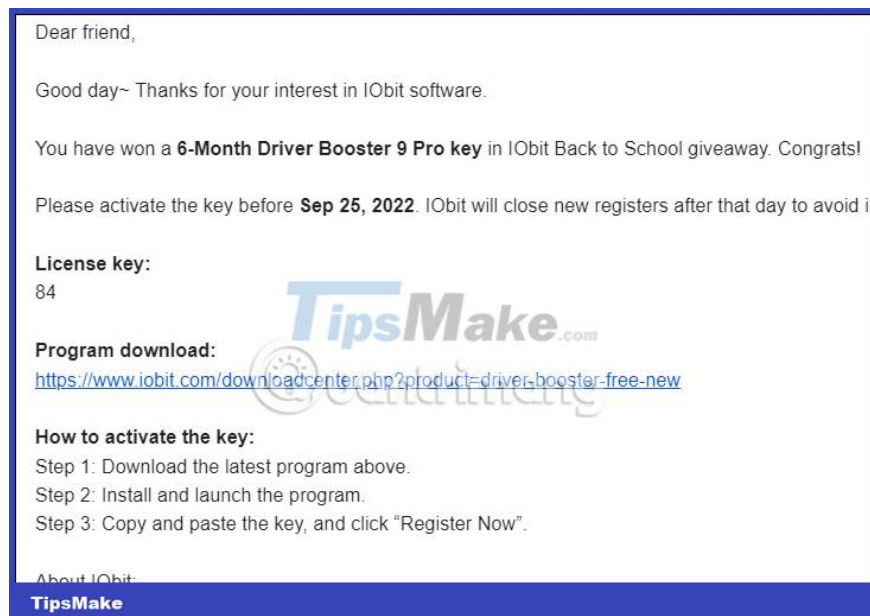 Dear friend,
Good day~ Thanks for your interest in IObit software.
You have won a 6-Month Driver Booster 9 Pro key in IObit Back to School giveaway. Congrats!
Please activate the key before Sep 25, 2022. IObit will close new registers after that day to avoid i
License key:
84
TipsMake.com
Program download:
https://www.iobit.com/downloadcenter.php?product=driver-booster-free-new
How to activate the key:
Step 1: Download the latest program above.
Step 2: Install and launch the program.
Step 3: Copy and paste the key, and click “Register Now”.
About IObit:
TipsMake